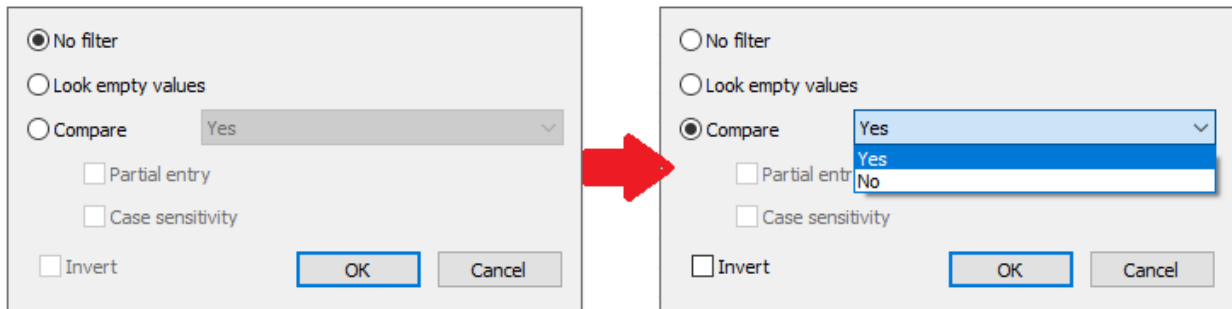 No filter
Look empty values
Compare Yes
Partial entry
Case sensitivity
Invert OK Cancel
No filter
Look empty values
Compare Yes
Yes
Partial entr
No
Case sensitivity
Invert OK Cancel